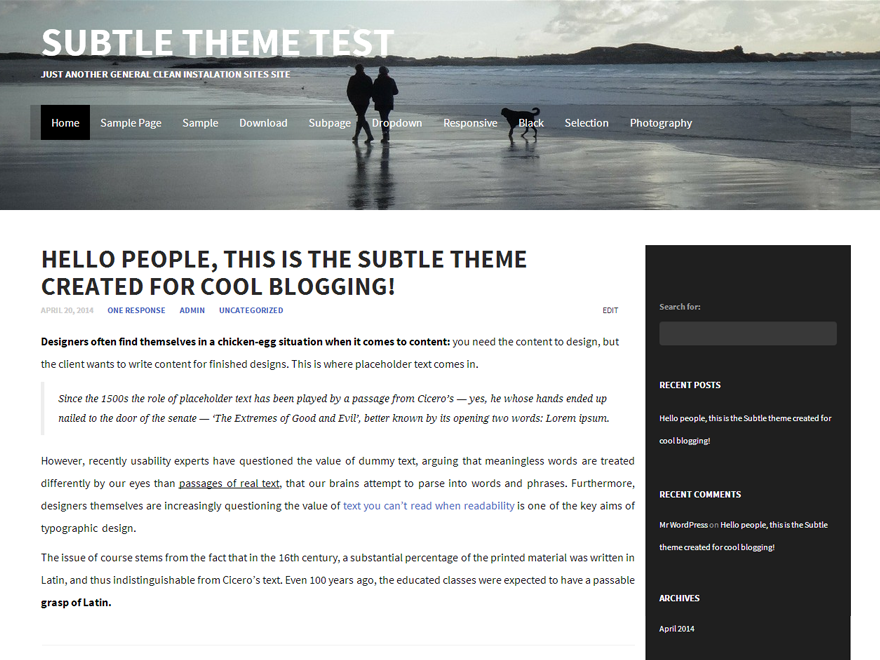 SUBTLE THEME TEST
JUST ANOTHER GENERAL CLEAN INSTALATION SITES SITE
Home Sample Page Sample Download Subpage Dropdown Responsive Black Selection Photography
HELLO PEOPLE, THIS IS THE SUBTLE THEME
CREATED FOR COOL BLOGGING!
APRIL 20, 2014 ONE RESPONSE ADMIN UNCATEGORIZED EDIT
Designers often find themselves in a chicken-egg situation when it comes to content: you need the content to design, but
the client wants to write content for finished designs. This is where placeholder text comes in.
Since the 1500s the role of placeholder text has been played by a passage from Cicero’s — yes, he whose hands ended up
nailed to the door of the senate — ‘The Extremes of Good and Evil’, better known by its opening two words: Lorem ipsum.
However, recently usability experts have questioned the value of dummy text, arguing that meaningless words are treated
differently by our eyes than passages of real text, that our brains attempt to parse into words and phrases. Furthermore,
designers themselves are increasingly questioning the value of text you can’t read when readability is one of the key aims of
typographic design.
The issue of course stems from the fact that in the 16th century, a substantial percentage of the printed material was written in
Latin, and thus indistinguishable from Cicero’s text. Even 100 years ago, the educated classes were expected to have a passable
grasp of Latin.
Search for:
RECENT POSTS
Hello people, this is the Subtle theme created for
cool blogging!
RECENT COMMENTS
Mr WordPress on Hello people, this is the Subtle
theme created for cool blogging!
ARCHIVES
April 2014